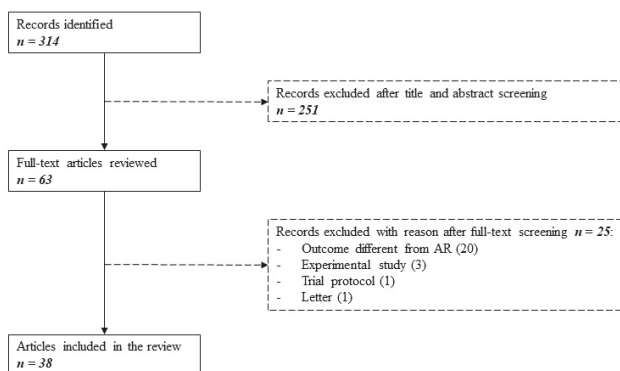 Records identified
n = 314
Records excluded after title and abstract screening
n = 251
Full-text articles reviewed
n = 63
Records excluded with reason after full-text screening n = 25:
- Outcome different from AR (20)
- Experimental study (3)
- Trial protocol (1)
- Letter (1)
Articles included in the review
n = 38